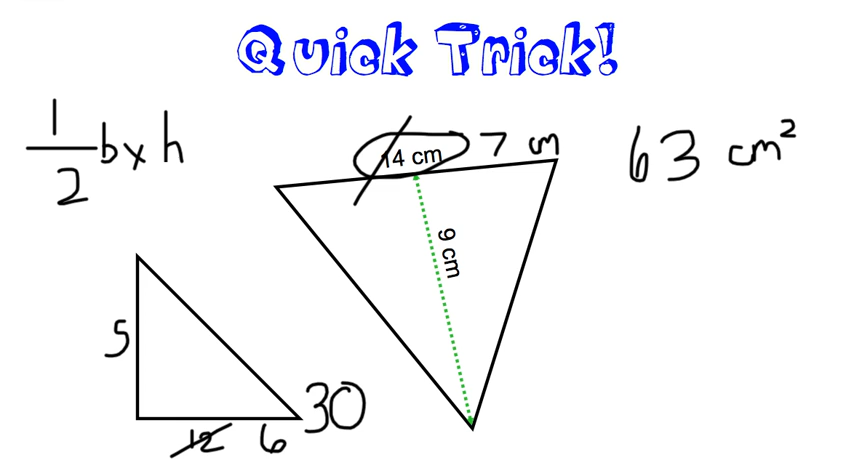 Quick Trick!
1/2 b x h
14 cm 7 cm
63 cm²
9 cm
5
12 6
30